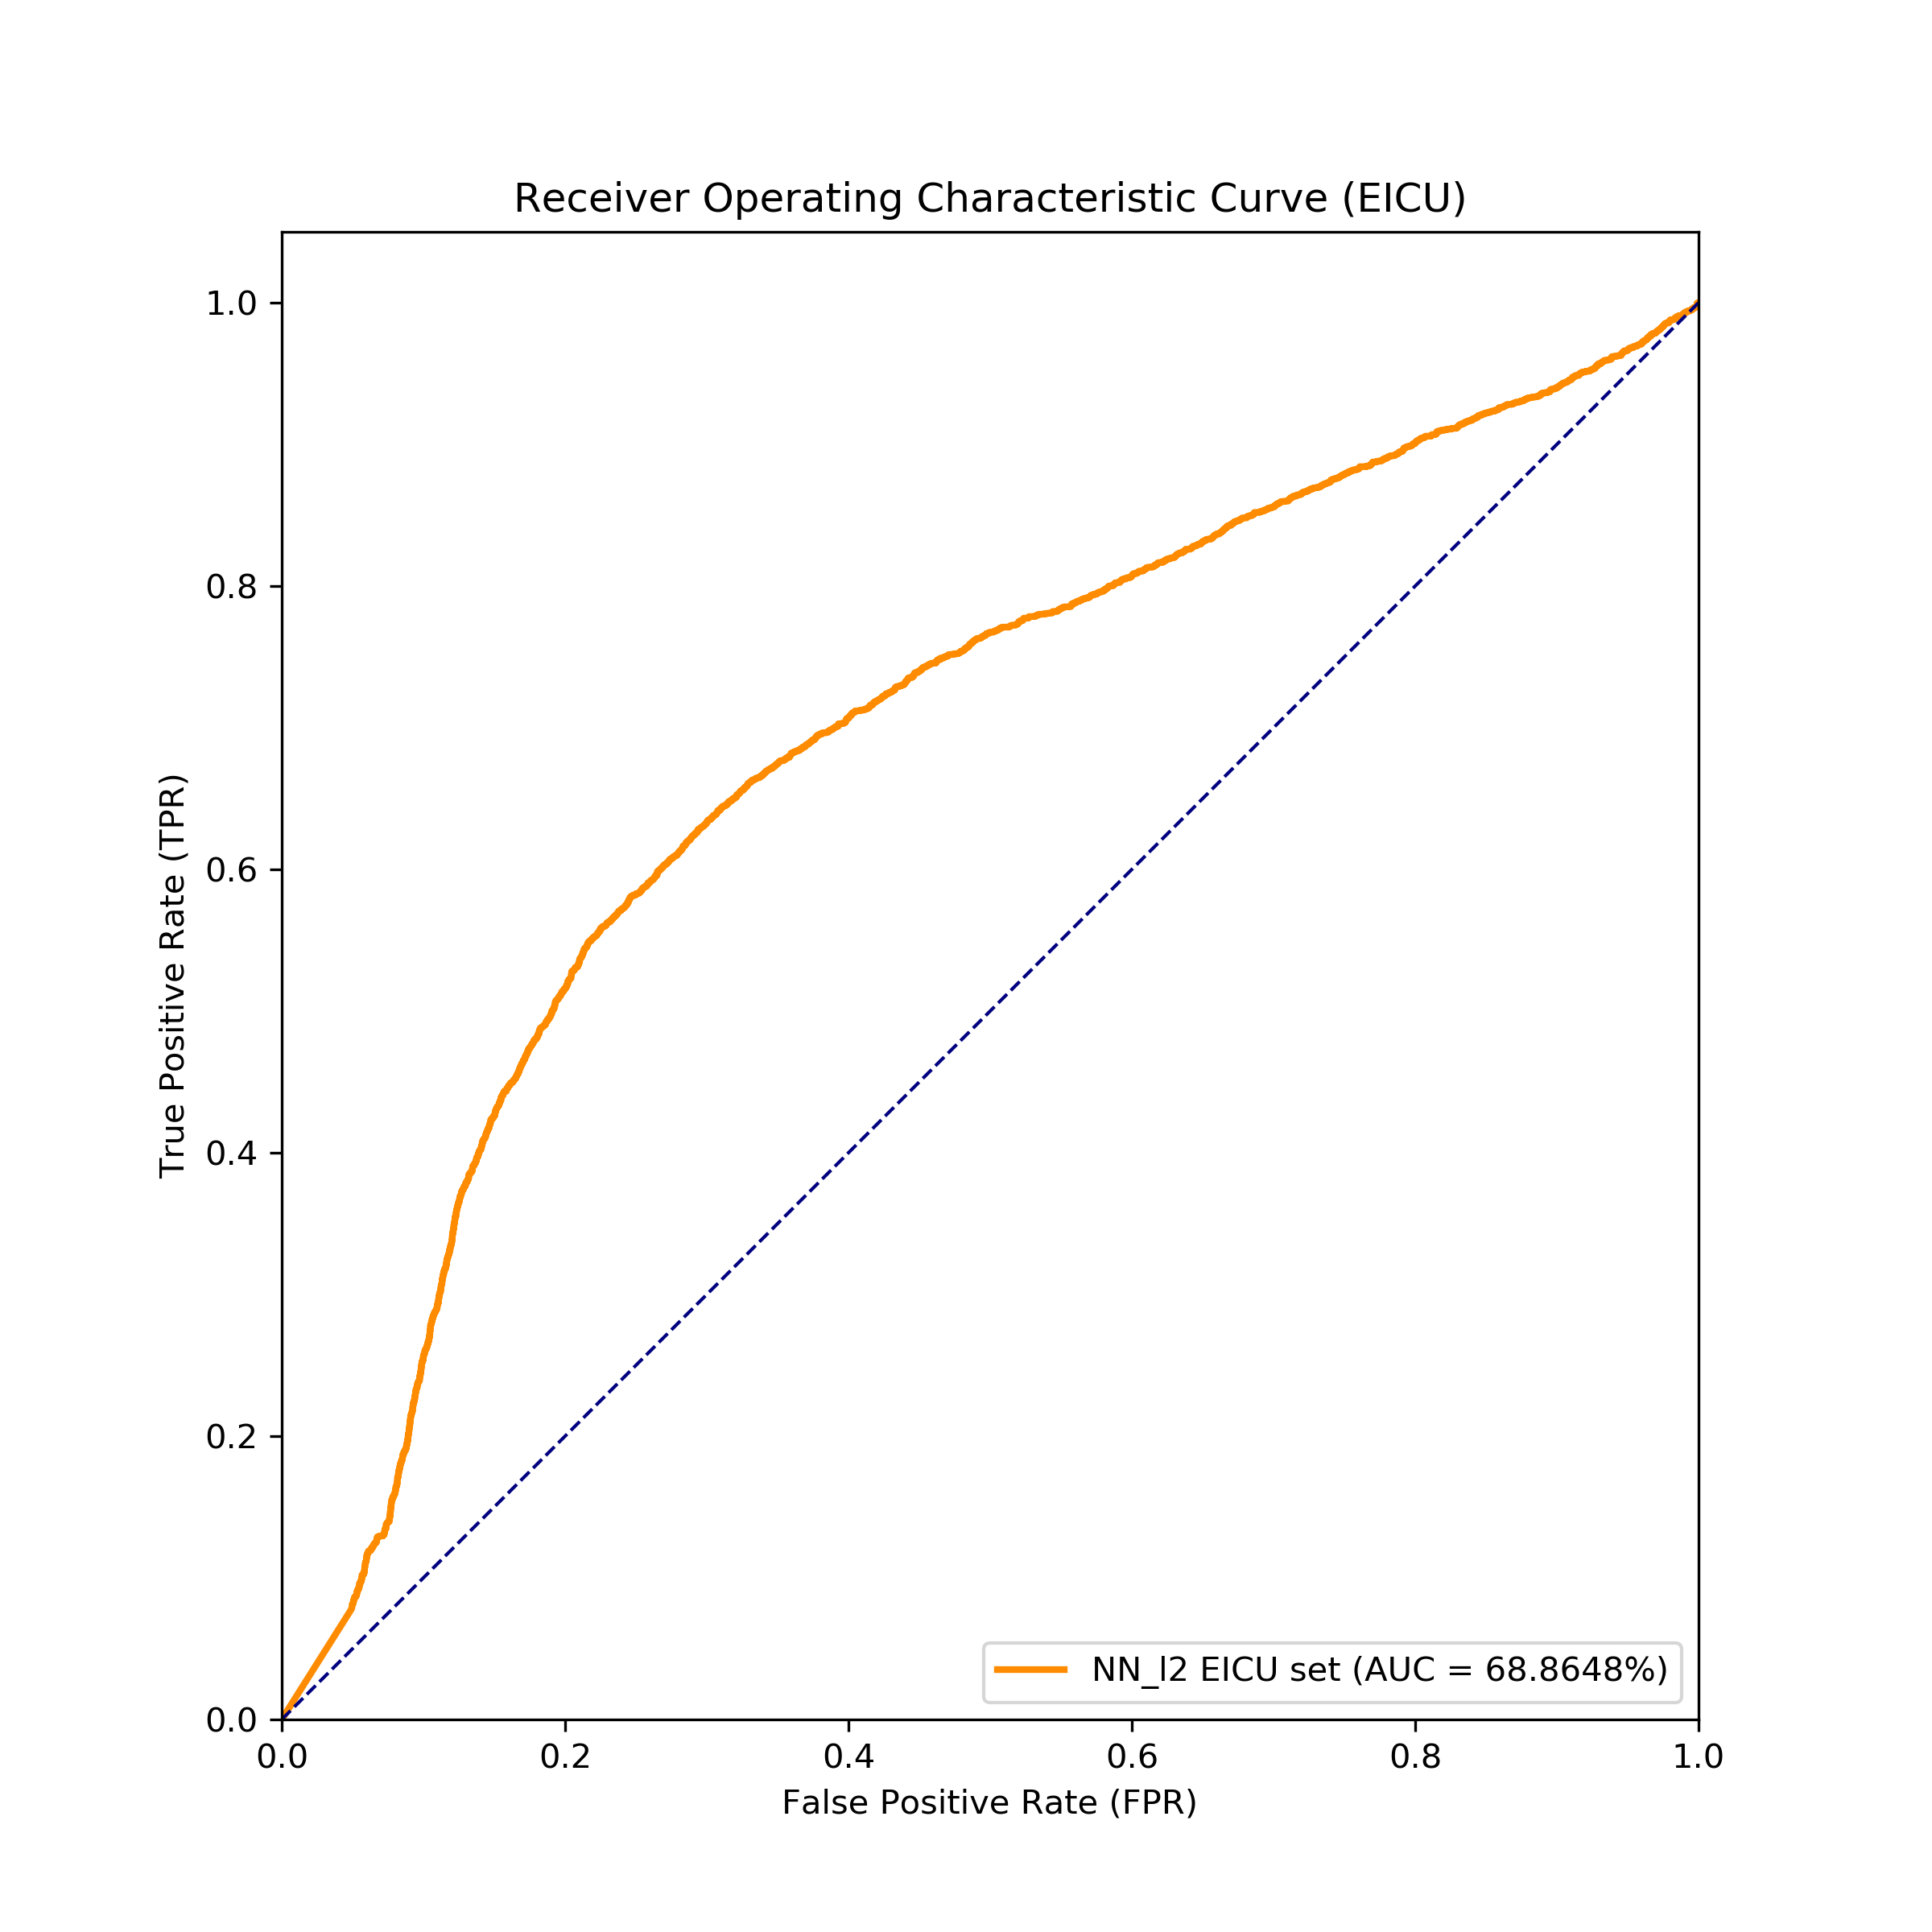 Receiver Operating Characteristic Curve (EICU)
1.0
0.8
0.6
0.4
0.2
0.0
True Positive Rate (TPR)
NN_l2 EICU set (AUC = 68.8648%)
0.0 0.2 0.4 0.6 0.8 1.0
False Positive Rate (FPR)